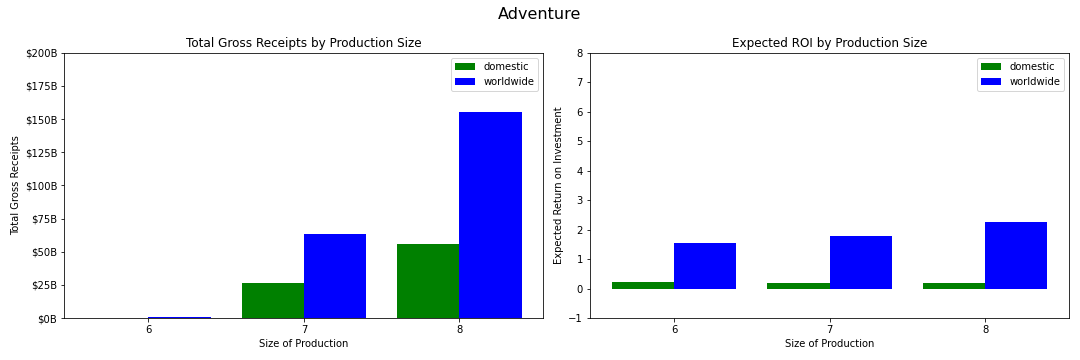 Adventure
Total Gross Receipts by Production Size
$200B
$175B
$150B
$125B
$100B
$75B
$50B
$25B
$0B
Total Gross Receipts
domestic
worldwide
6
7
8
Size of Production
Expected ROI by Production Size
8
7
6
5
4
3
2
1
0
−1
Expected Return on Investment
domestic
worldwide
6
7
8
Size of Production